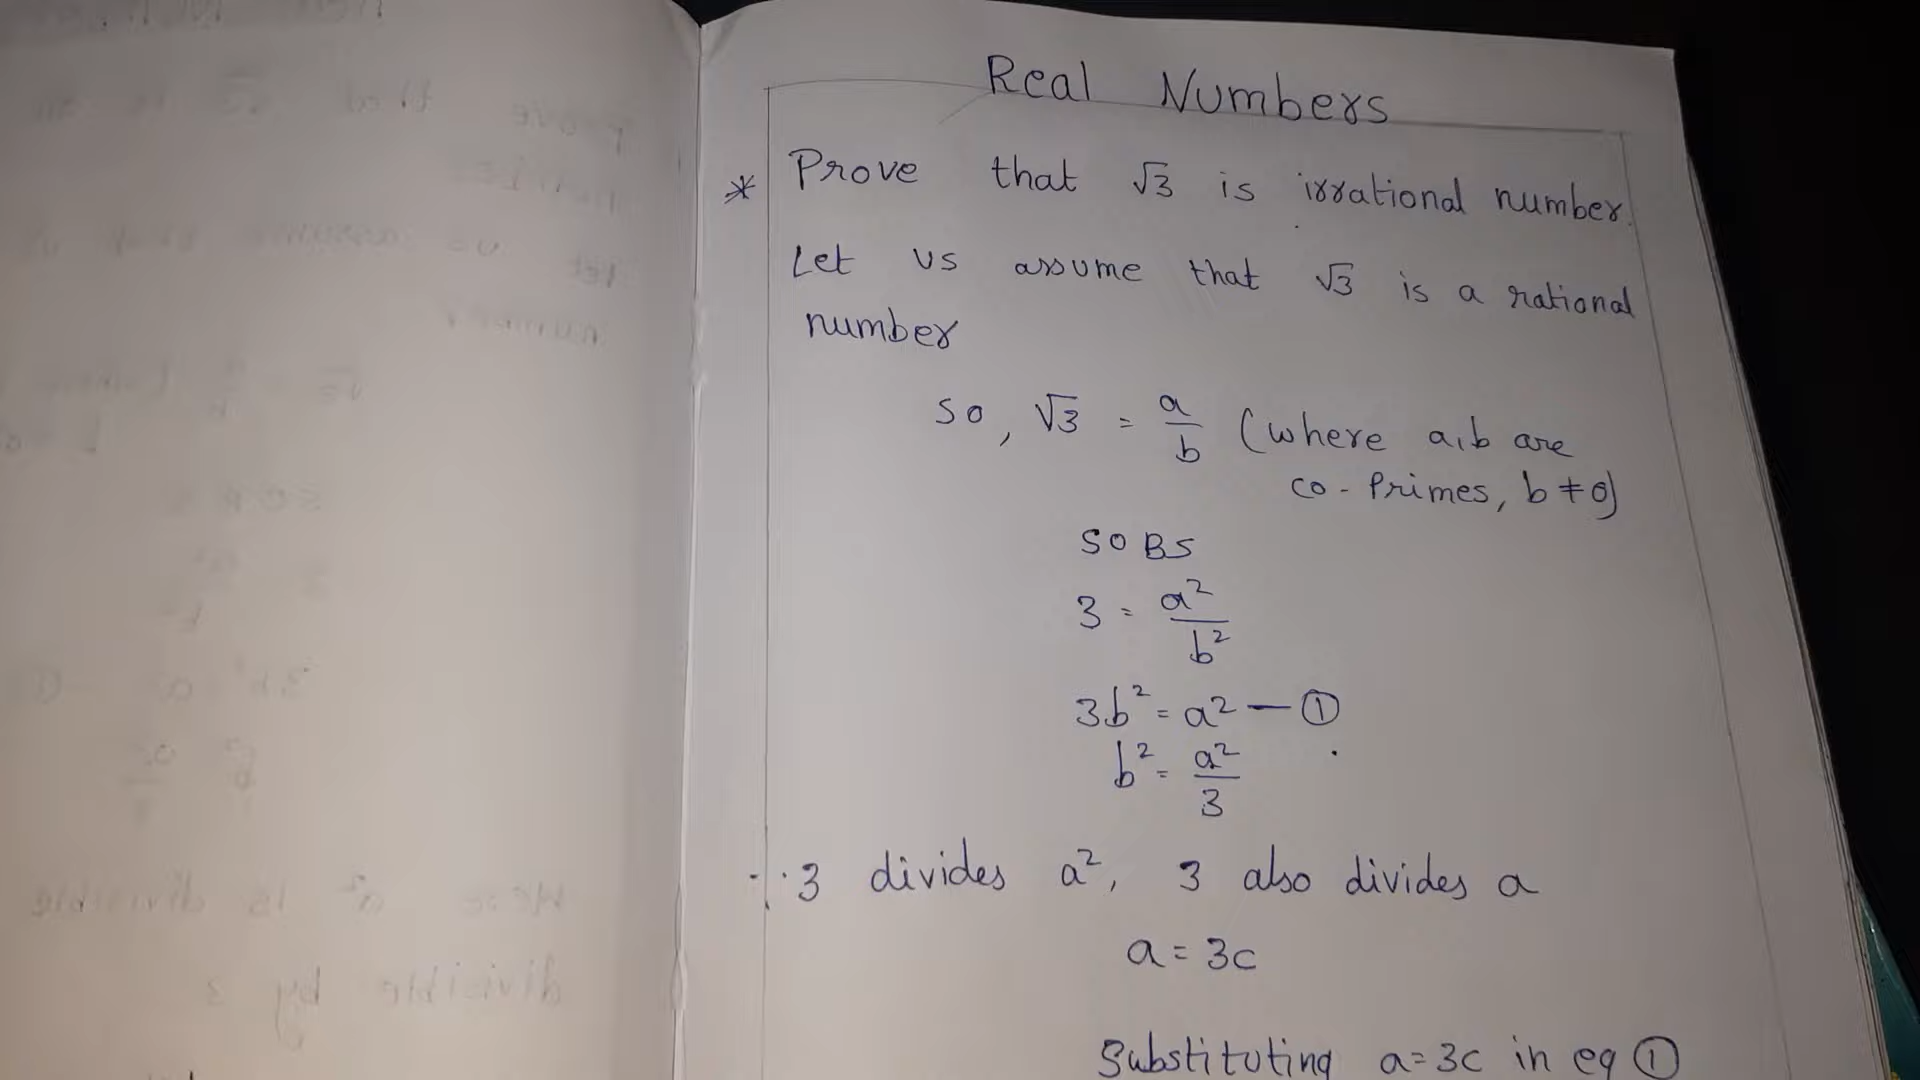 Real Numbers
* Prove that √3 is irrational number.
Let us assume that √3 is a rational
number
so, √3 = a/b (where a,b are
co-primes, b≠0)
SOBS
3 = a²/b²
3b² = a² — ①
b² = a²/3
∵ 3 divides a², 3 also divides a
a = 3c
Substituting a=3c in eq ①